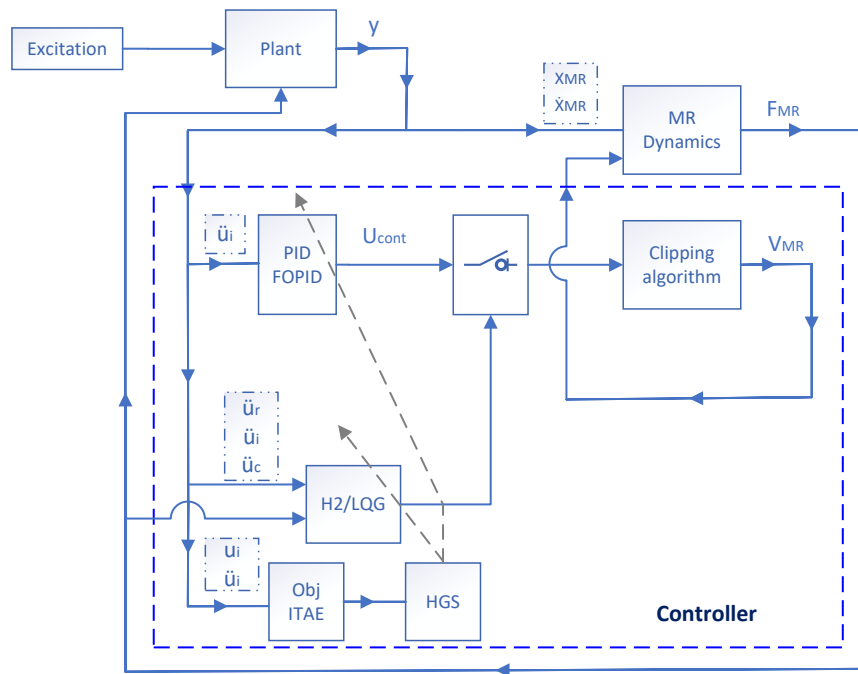 Excitation
Plant
y
XMR
ẊMR
MR
Dynamics
FMR
üi
PID
FOPID
Ucont
Clipping
algorithm
VMR
ür
üi
üc
H2/LQG
ui
üi
Obj
ITAE
HGS
Controller